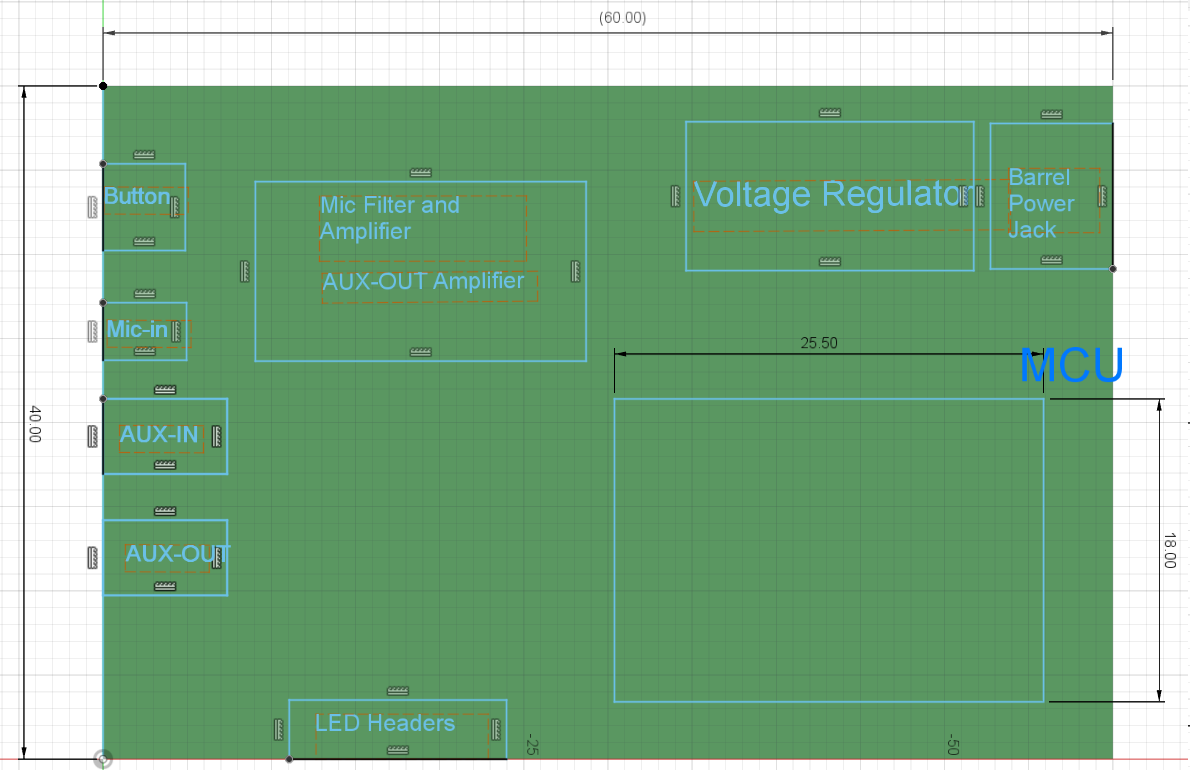 (60.00)
Button
Mic Filter and
Amplifier
AUX-OUT Amplifier
Voltage Regulator
Barrel
Power
Jack
Mic-in
25.50
MCU
40.00
AUX-IN
AUX-OUT
18.00
LED Headers
-25
-50